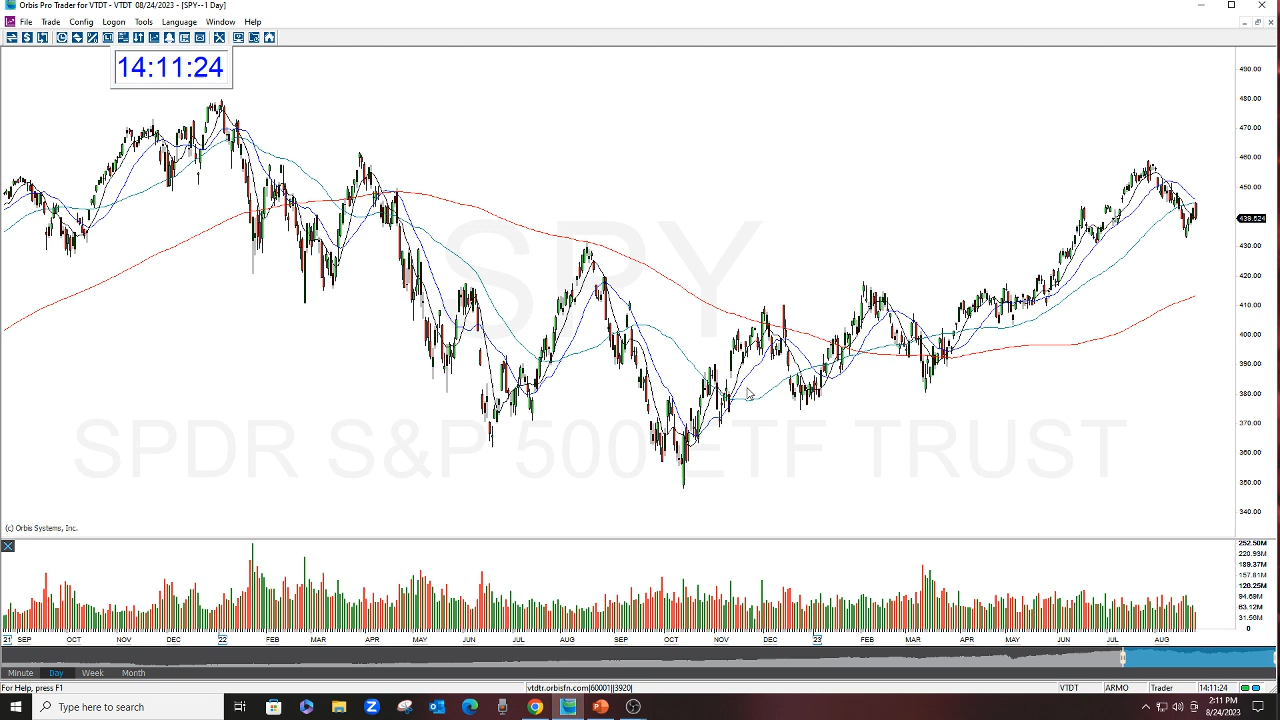 Orbis Pro Trader for VTDT - VTDT 08/24/2023 - [SPY--1 Day]
File Trade Config Logon Tools Language Window Help
14:11:24
490.00
480.00
470.00
460.00
450.00
439.524
430.00
420.00
410.00
400.00
390.00
380.00
370.00
360.00
350.00
340.00
SPY
SPDR S&P 500 ETF TRUST
(c) Orbis Systems, Inc.
252.50M
220.93M
189.37M
157.81M
126.25M
94.69M
63.12M
31.56M
0
21 SEP OCT NOV DEC 22 FEB MAR APR MAY JUN JUL AUG SEP OCT NOV DEC 23 FEB MAR APR MAY JUN JUL AUG
Minute Day Week Month
For Help, press F1 vtdtr.orbisfn.com|60001||3920| VTDT ARMO Trader 14:11:24
Type here to search
2:11 PM
8/24/2023